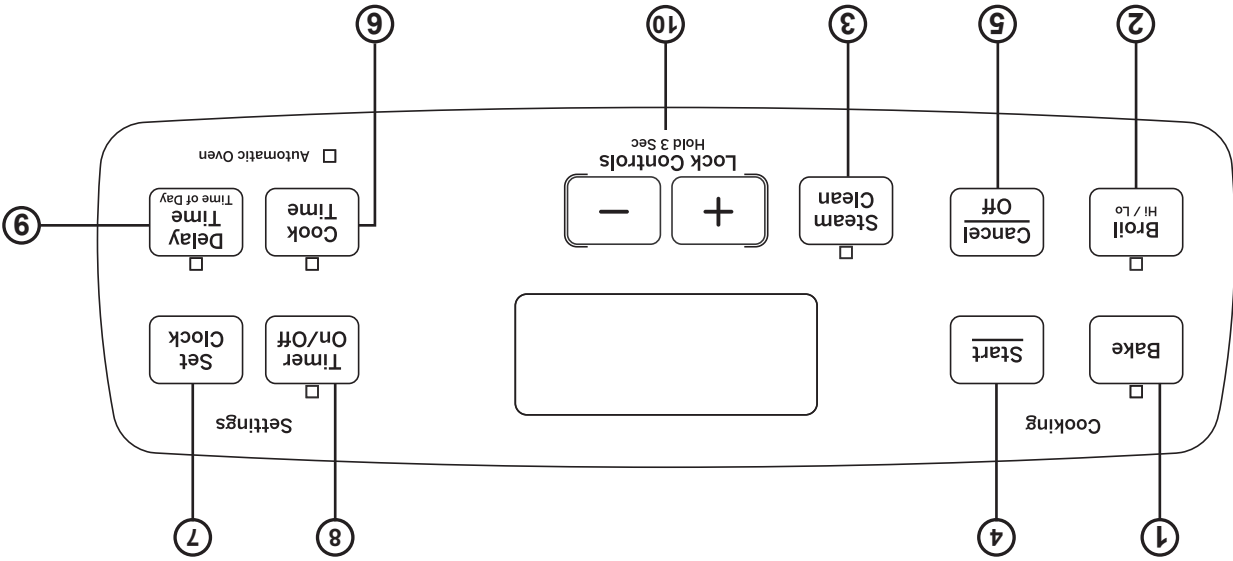 1
4
8
7
Cooking
Settings
Bake
Start
Timer
On/Off
Set
Clock
Broil
Hi / Lo
Cancel
Off
Steam
Clean
+
−
Lock Controls
Hold 3 Sec
Cook
Time
Delay
Time
Time of Day
Automatic Oven
9
2
5
3
10
6